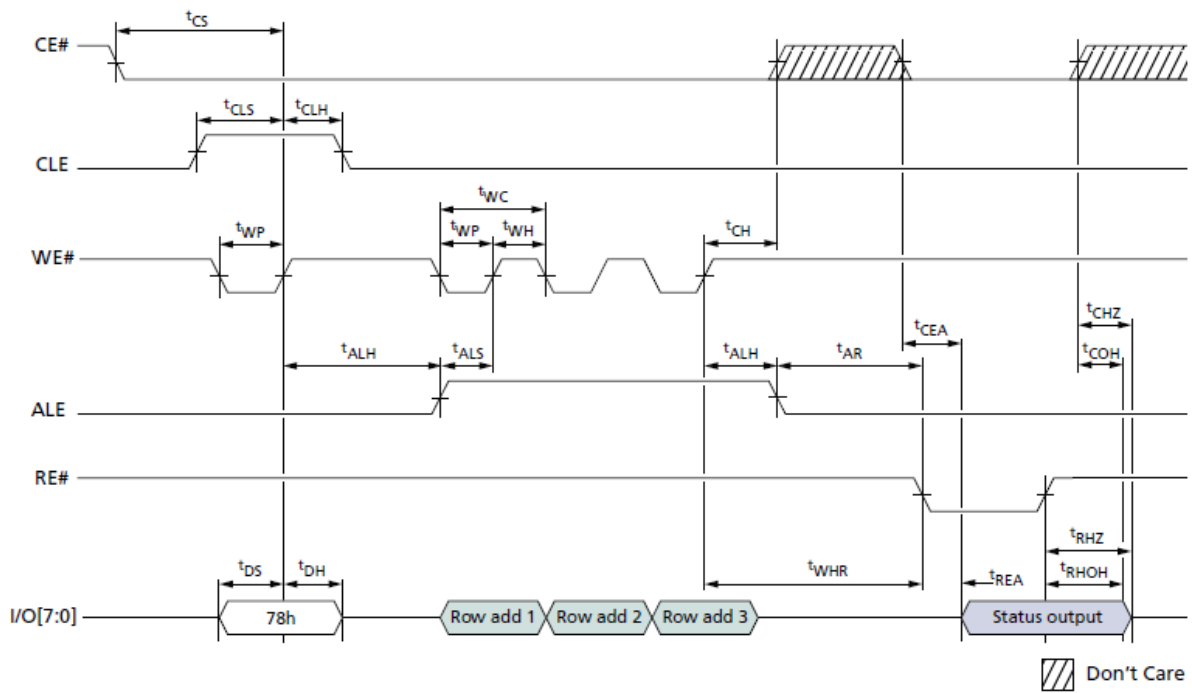 tCS
CE#
tCLS tCLH
CLE
tWC
tWP tWP tWH tCH
WE#
tCEA tCHZ
tALH tALS tALH tAR tCOH
ALE
RE#
tRHZ
tDS tDH tWHR tREA tRHOH
I/O[7:0] 78h Row add 1 Row add 2 Row add 3 Status output
Don't Care